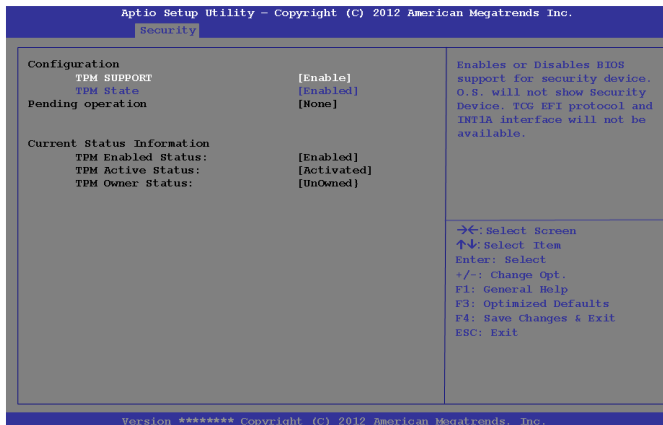 Aptio Setup Utility – Copyright (C) 2012 American Megatrends Inc.
Security
Configuration
TPM SUPPORT [Enable]
TPM State [Enabled]
Pending operation [None]
Current Status Information
TPM Enabled Status: [Enabled]
TPM Active Status: [Activated]
TPM Owner Status: [UnOwned}
Enables or Disables BIOS
support for security device.
O.S. will not show Security
Device. TCG EFI protocol and
INT1A interface will not be
available.
→←: Select Screen
↑↓: Select Item
Enter: Select
+/-: Change Opt.
F1: General Help
F3: Optimized Defaults
F4: Save Changes & Exit
ESC: Exit
Version ******** Copyright (C) 2012 American Megatrends, Inc.